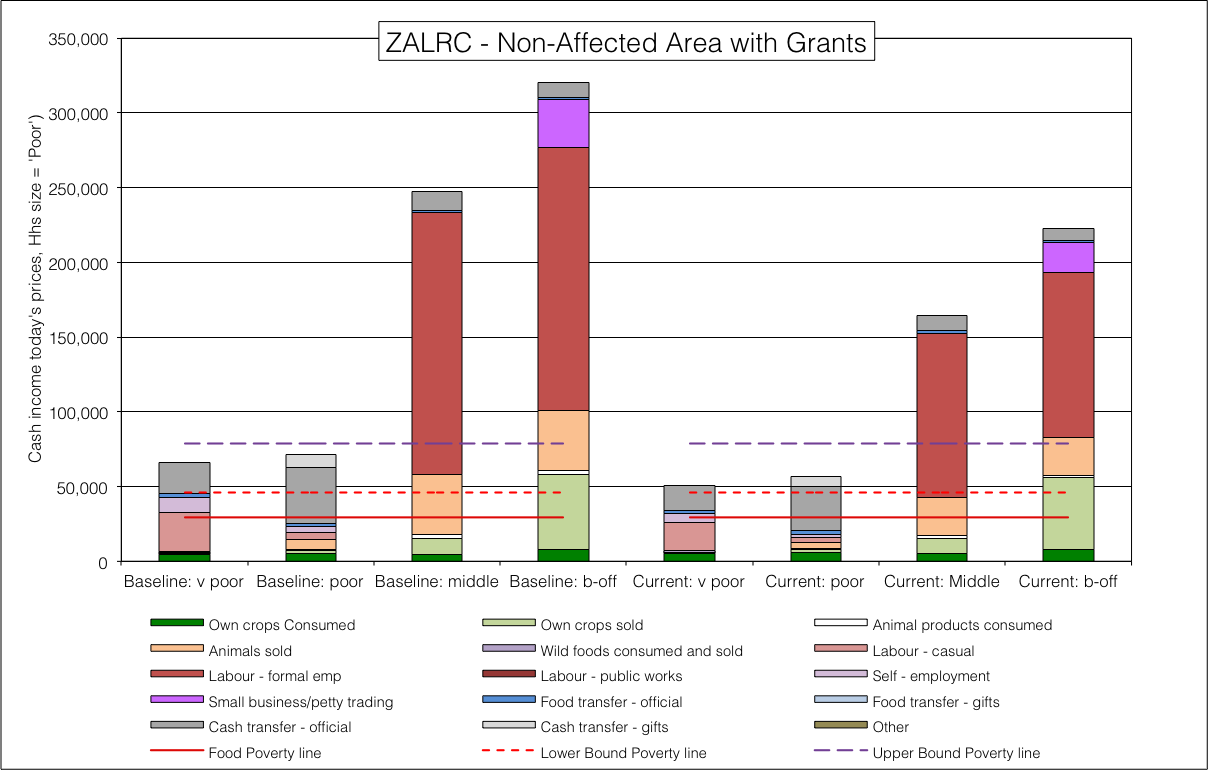 ZALRC - Non-Affected Area with Grants
Cash income today's prices, Hhs size = 'Poor')
350,000
300,000
250,000
200,000
150,000
100,000
50,000
0
Baseline: v poor Baseline: poor Baseline: middle Baseline: b-off Current: v poor Current: poor Current: Middle Current: b-off
Own crops Consumed Own crops sold Animal products consumed
Animals sold Wild foods consumed and sold Labour - casual
Labour - formal emp Labour - public works Self - employment
Small business/petty trading Food transfer - official Food transfer - gifts
Cash transfer - official Cash transfer - gifts Other
Food Poverty line Lower Bound Poverty line Upper Bound Poverty line